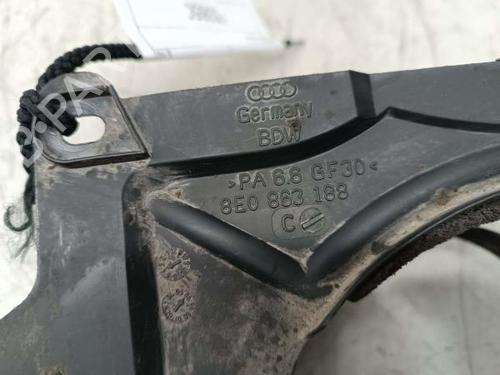 Germany
BDW
>PA 6.6 GF30<
8E0 863 188
C